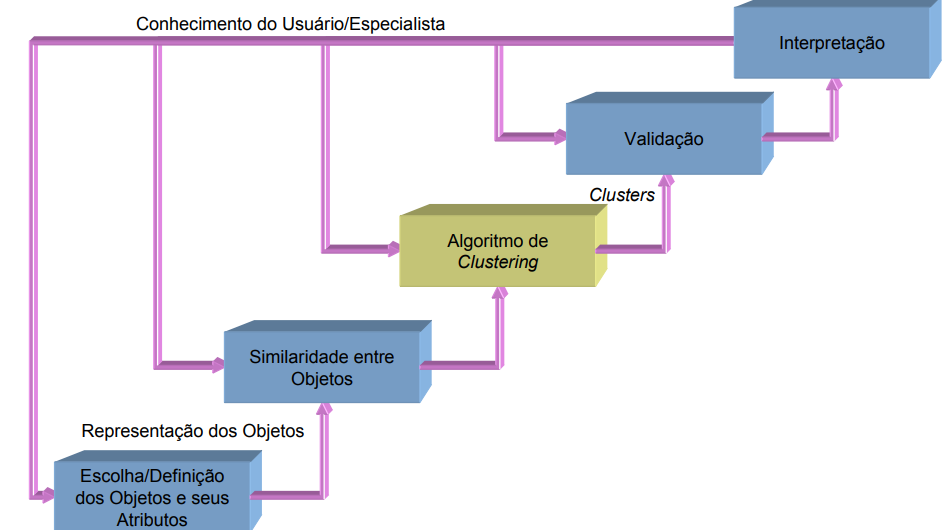 Conhecimento do Usuário/Especialista
Interpretação
Validação
Clusters
Algoritmo de
Clustering
Similaridade entre
Objetos
Representação dos Objetos
Escolha/Definição
dos Objetos e seus
Atributos